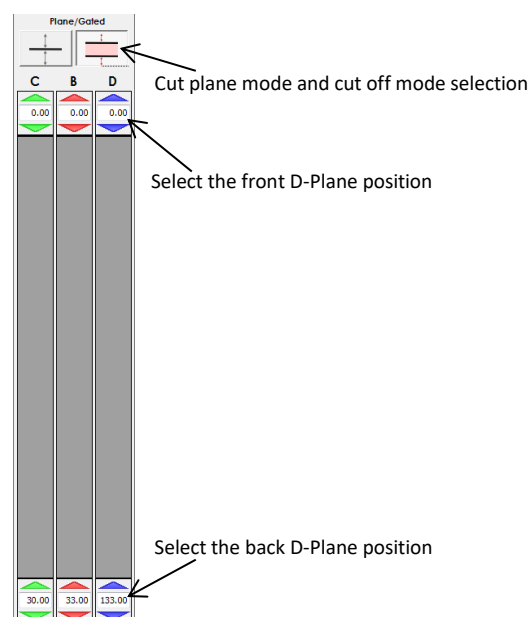 Plane/Gated
Cut plane mode and cut off mode selection
C B D
0.00 0.00 0.00
Select the front D-Plane position
Select the back D-Plane position
30.00 33.00 133.00